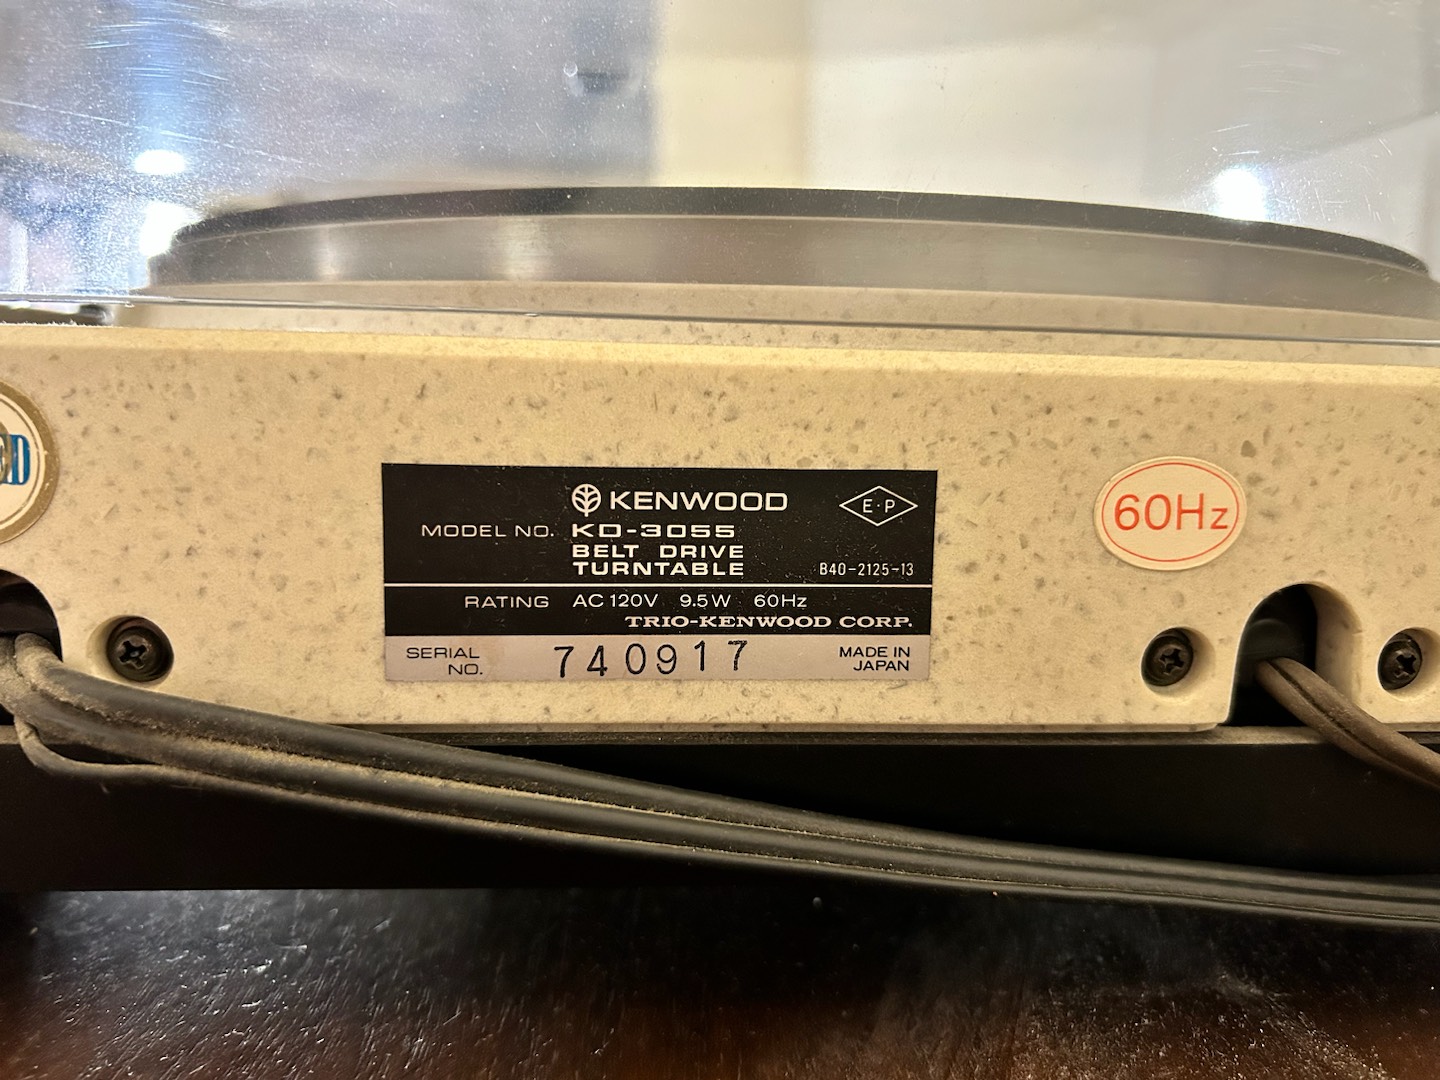 KENWOOD
E·P
MODEL NO. KD-3055
BELT DRIVE
TURNTABLE
B40-2125-13
RATING AC 120V 9.5W 60Hz
TRIO-KENWOOD CORP.
SERIAL
NO.
740917
MADE IN
JAPAN
60Hz